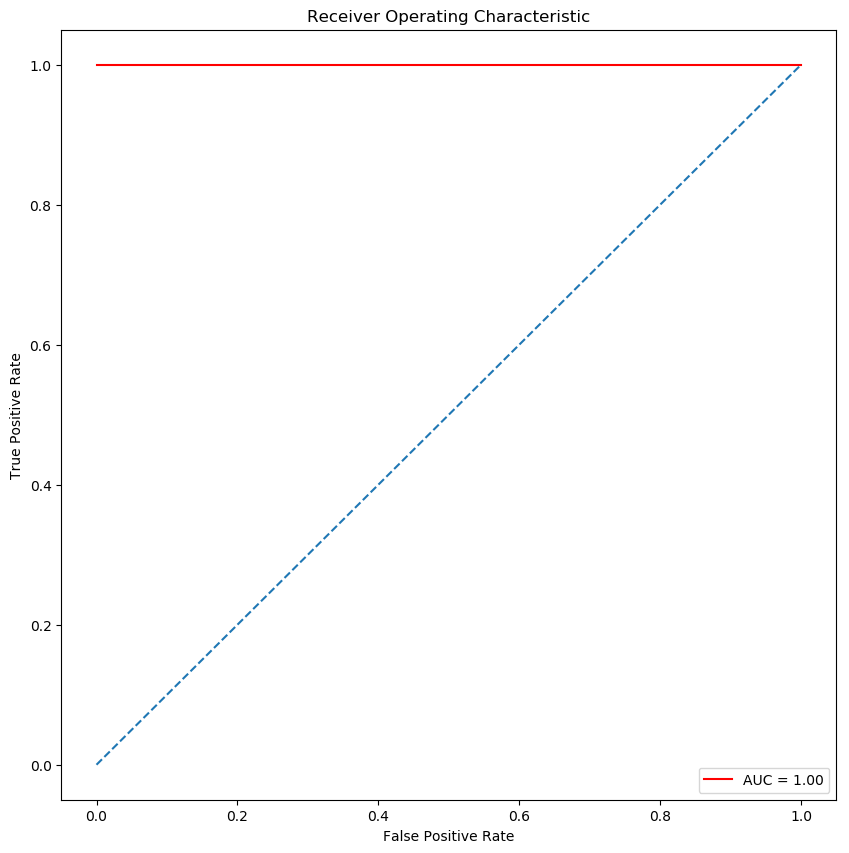 Receiver Operating Characteristic
True Positive Rate
1.0
0.8
0.6
0.4
0.2
0.0
AUC = 1.00
0.0 0.2 0.4 0.6 0.8 1.0
False Positive Rate